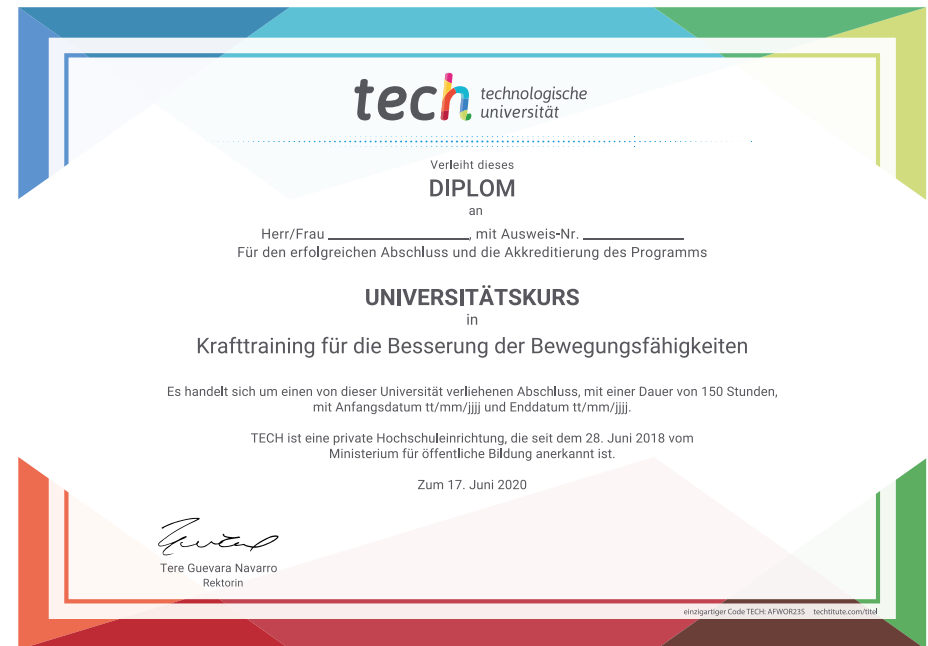 tech technologische
universität
Verleiht dieses
DIPLOM
an
Herr/Frau ____________________, mit Ausweis-Nr. ______________
Für den erfolgreichen Abschluss und die Akkreditierung des Programms
UNIVERSITÄTSKURS
in
Krafttraining für die Besserung der Bewegungsfähigkeiten
Es handelt sich um einen von dieser Universität verliehenen Abschluss, mit einer Dauer von 150 Stunden,
mit Anfangsdatum tt/mm/jjjj und Enddatum tt/mm/jjjj.
TECH ist eine private Hochschuleinrichtung, die seit dem 28. Juni 2018 vom
Ministerium für öffentliche Bildung anerkannt ist.
Zum 17. Juni 2020
Tere Guevara Navarro
Rektorin
einzigartiger Code TECH: AFWOR23S techtitute.com/titel